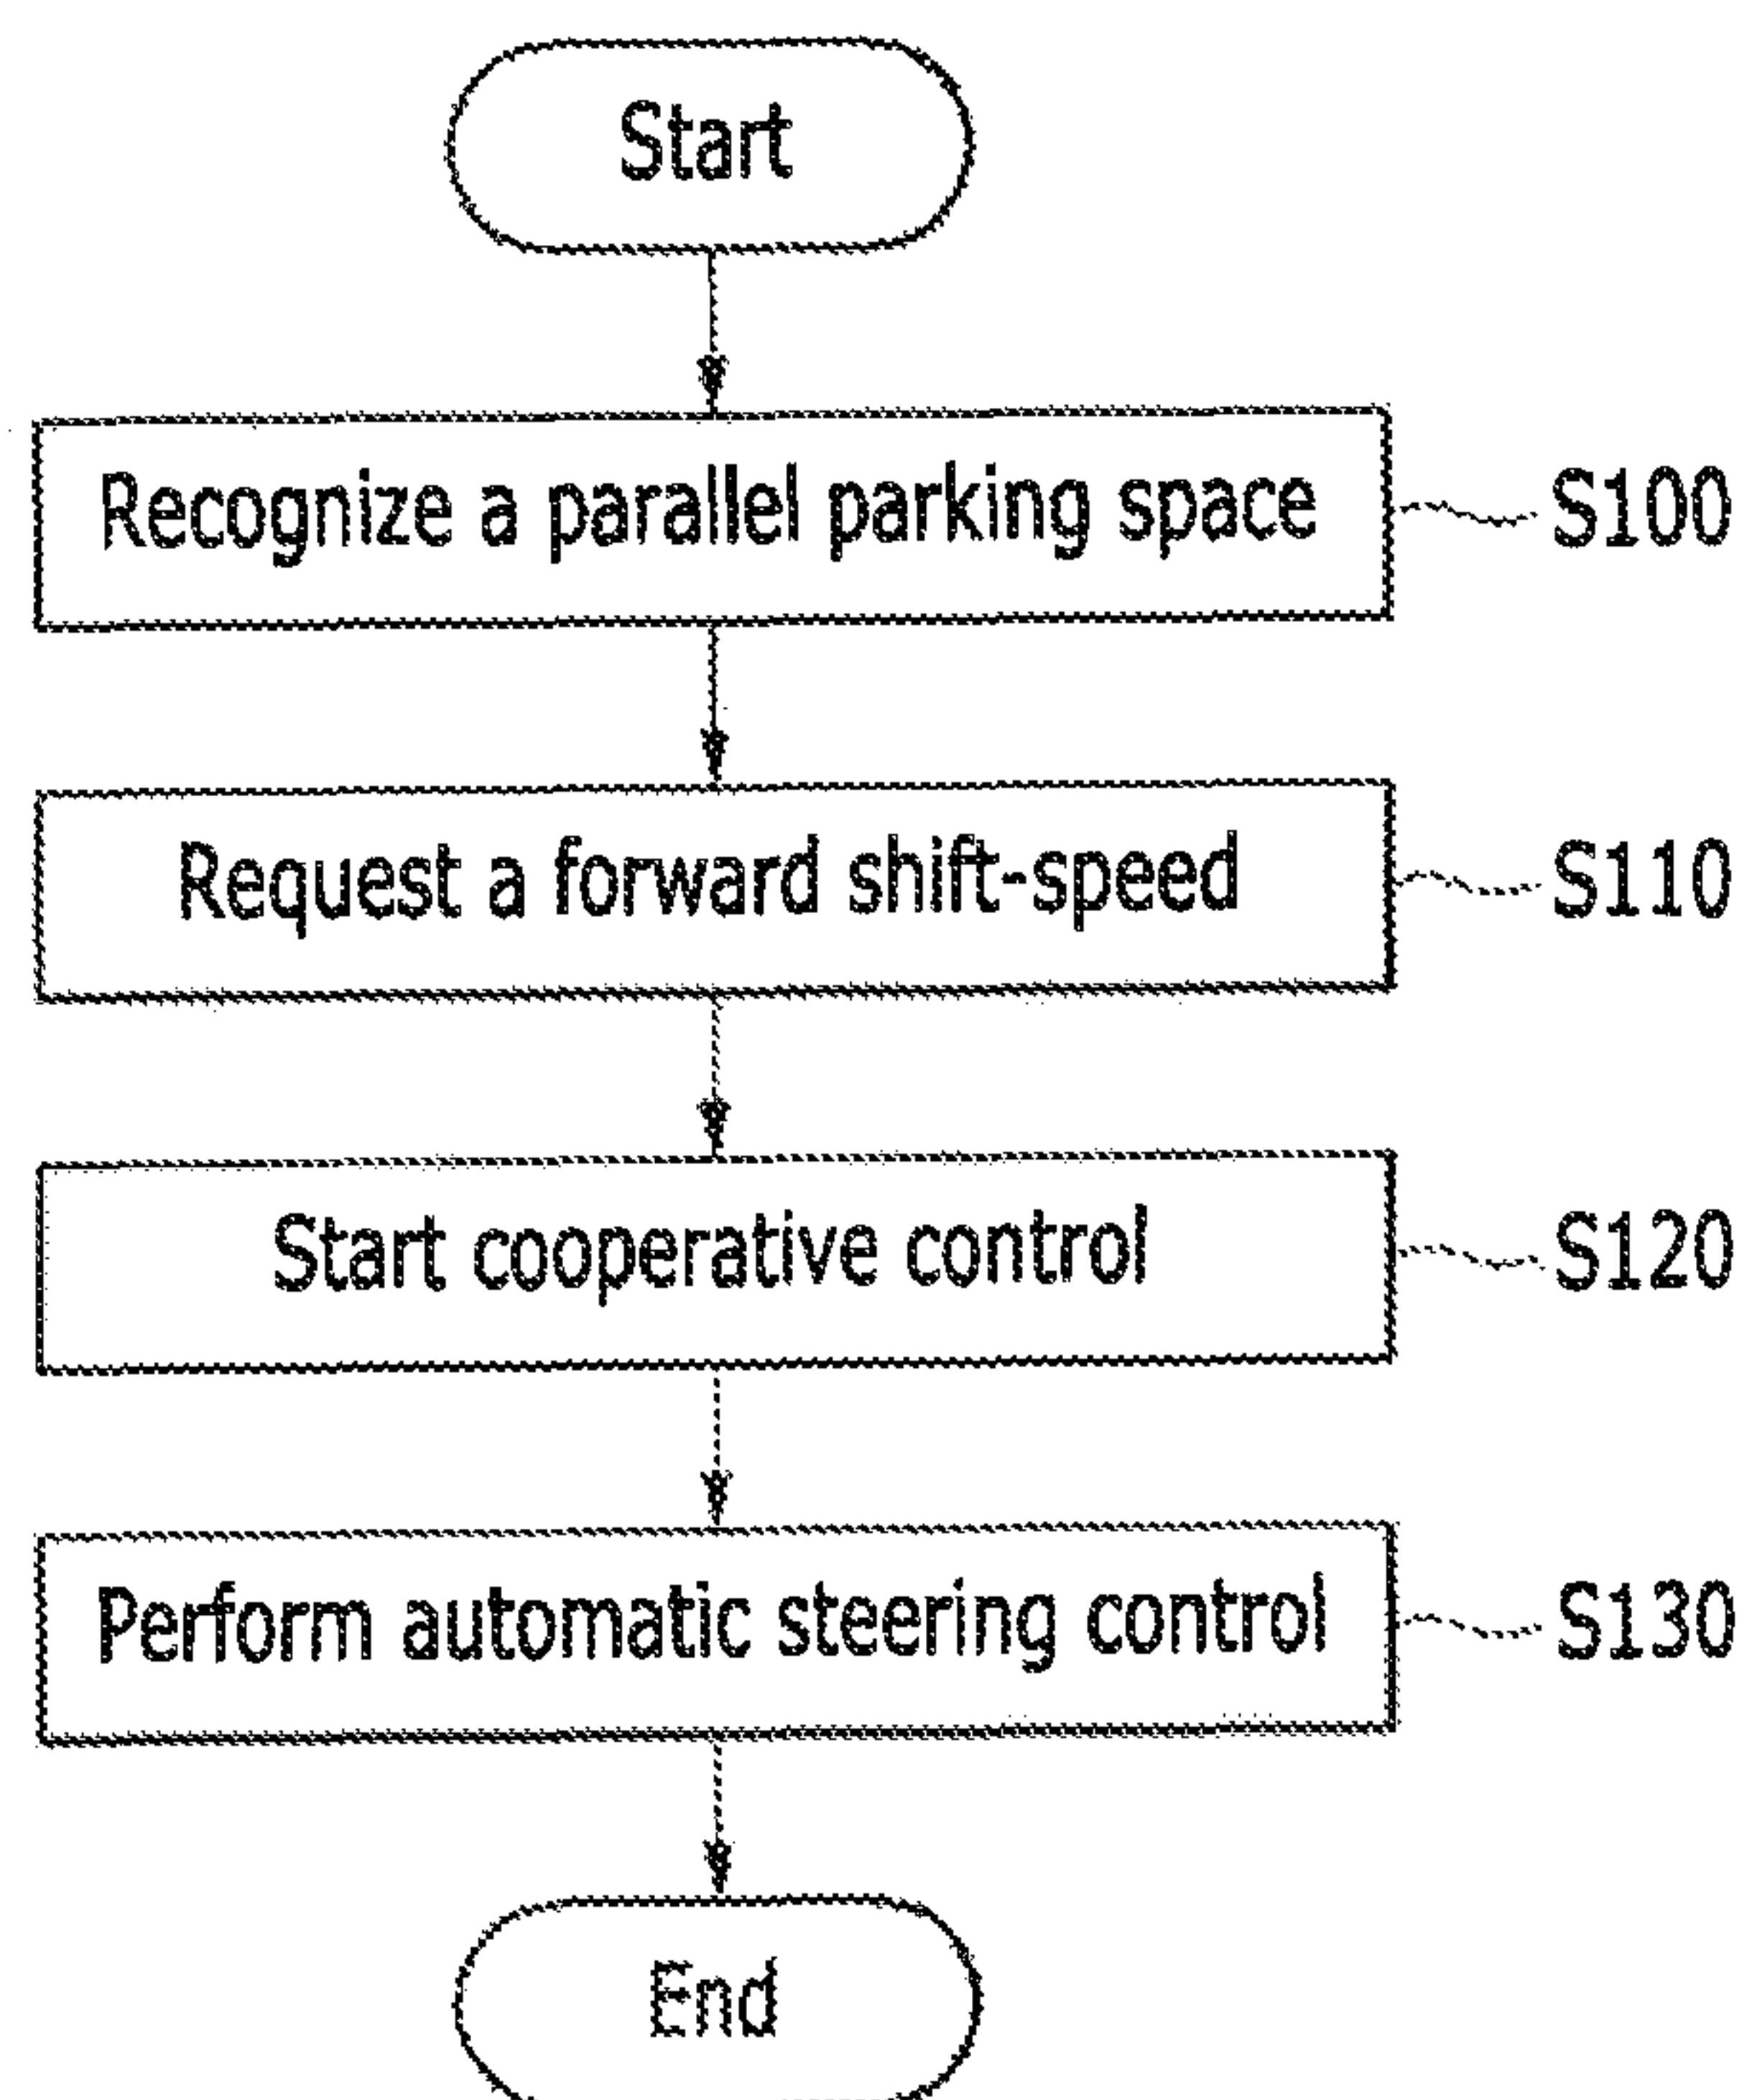 Start
Recognize a parallel parking space
S100
Request a forward shift-speed
S110
Start cooperative control
S120
Perform automatic steering control
S130
End